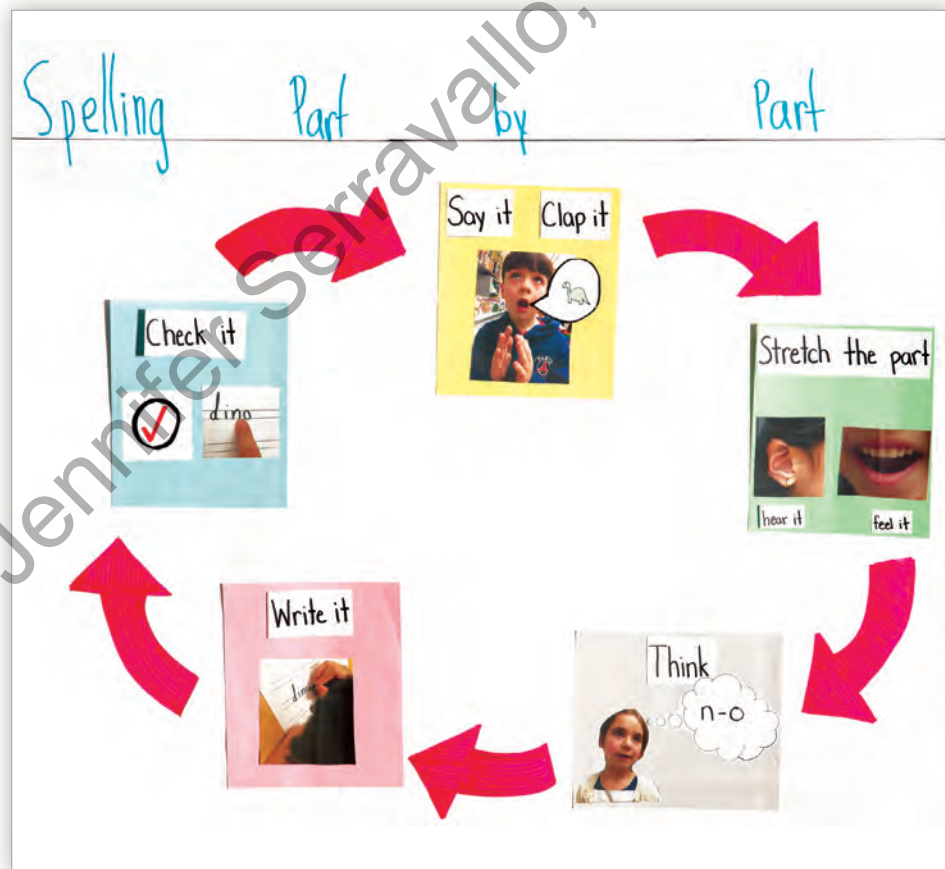 Spelling Part by Part
Say it Clap it
Stretch the part
hear it feel it
Think
n-o
Write it
Check it
dino
Jennifer Serravallo,